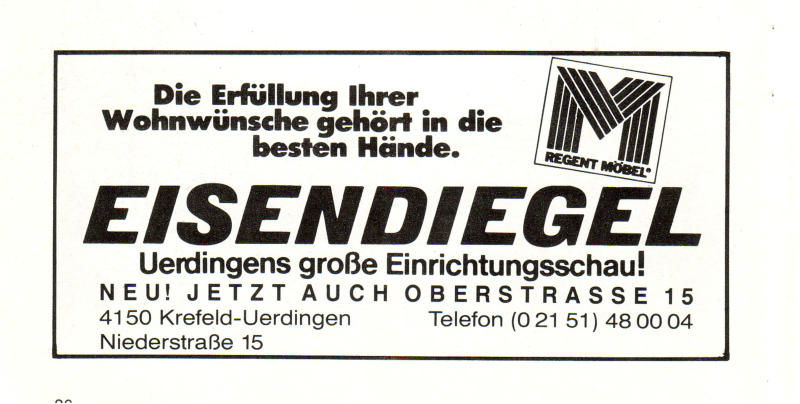 Die Erfüllung Ihrer
Wohnwünsche gehört in die
besten Hände.
REGENT MÖBEL®
EISENDIEGEL
Uerdingens große Einrichtungsschau!
NEU! JETZT AUCH OBERSTRASSE 15
4150 Krefeld-Uerdingen Telefon (0 21 51) 48 00 04
Niederstraße 15